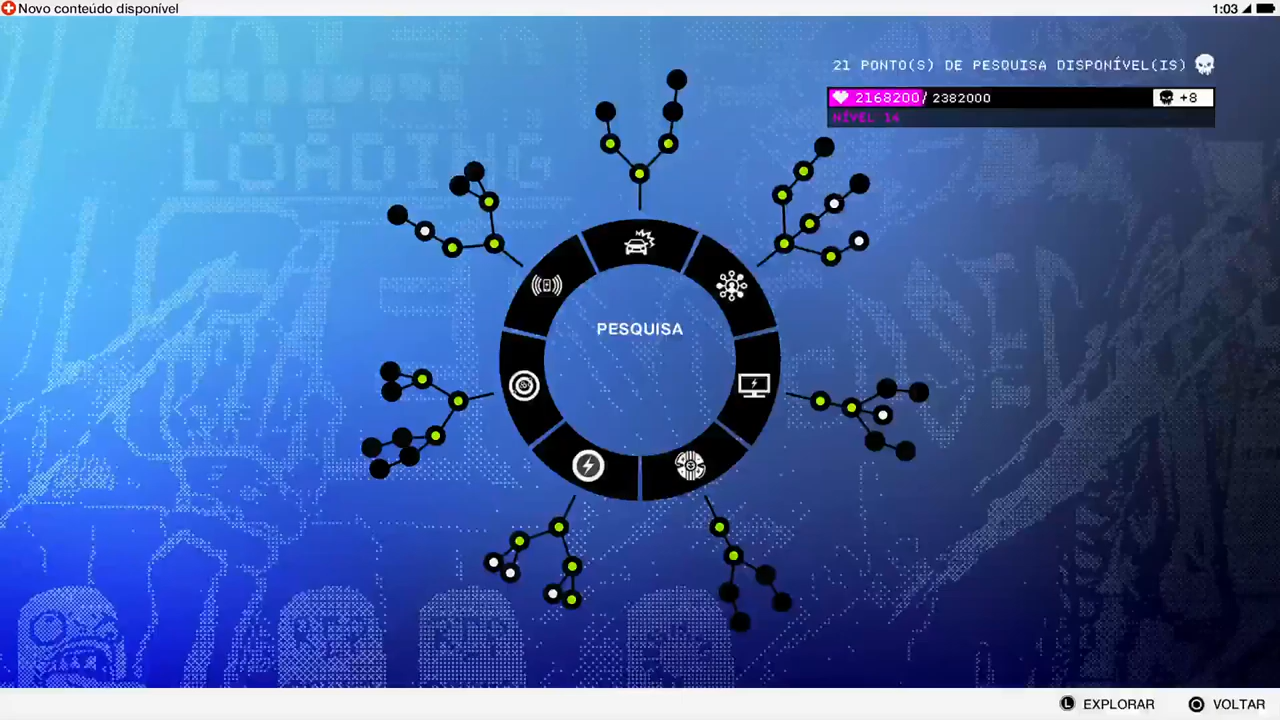 Novo conteúdo disponível
1:03
21 PONTO(S) DE PESQUISA DISPONÍVEL(IS)
2168200/ 2382000
+8
NÍVEL 14
LOADING
PESQUISA
L EXPLORAR
VOLTAR